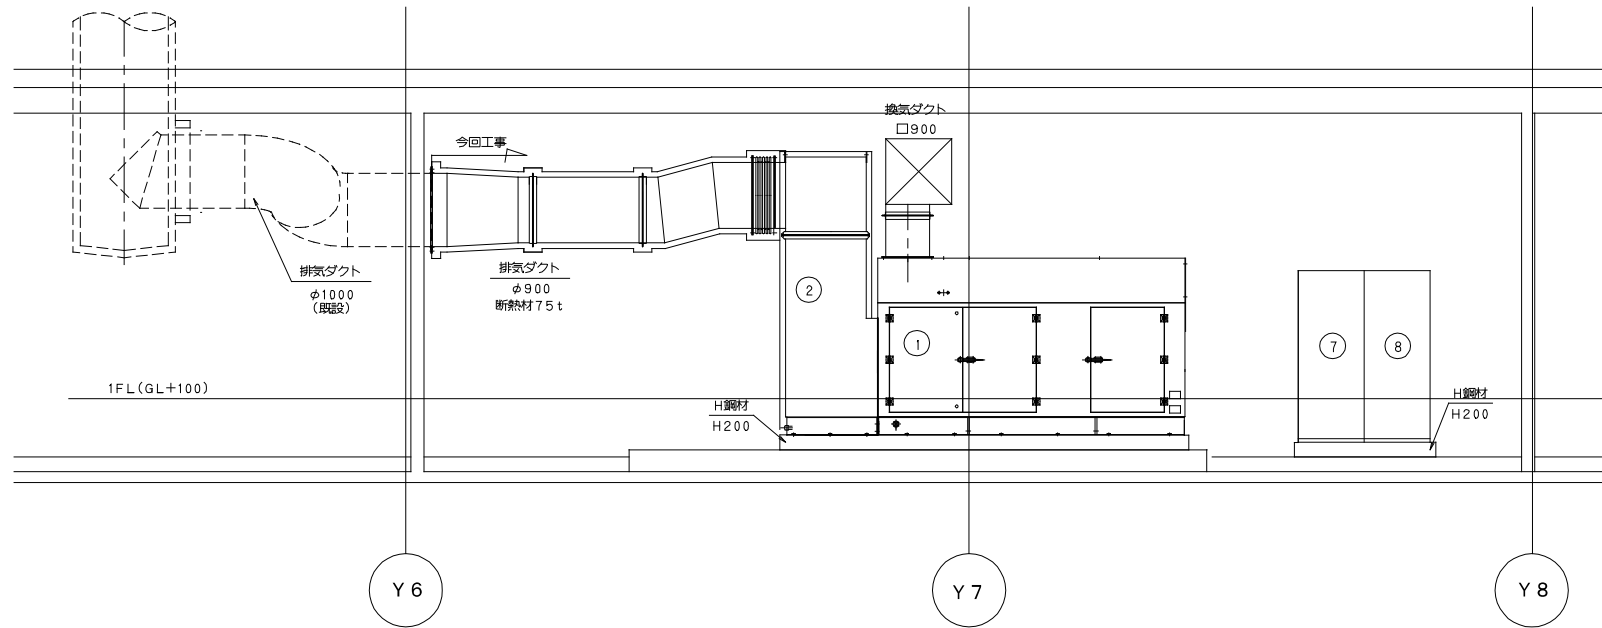 換気ダクト
□900
今回工事
排気ダクト
φ1000
(既設)
排気ダクト
φ900
断熱材75t
②
①
⑦
⑧
1FL(GL+100)
H鋼材
H200
H鋼材
H200
Y6
Y7
Y8